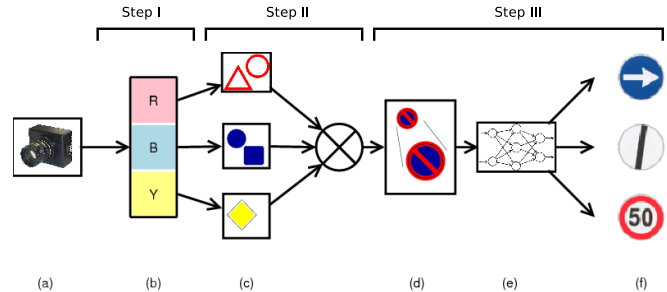 Step I
Step II
Step III
R
B
Y
50
(a)
(b)
(c)
(d)
(e)
(f)